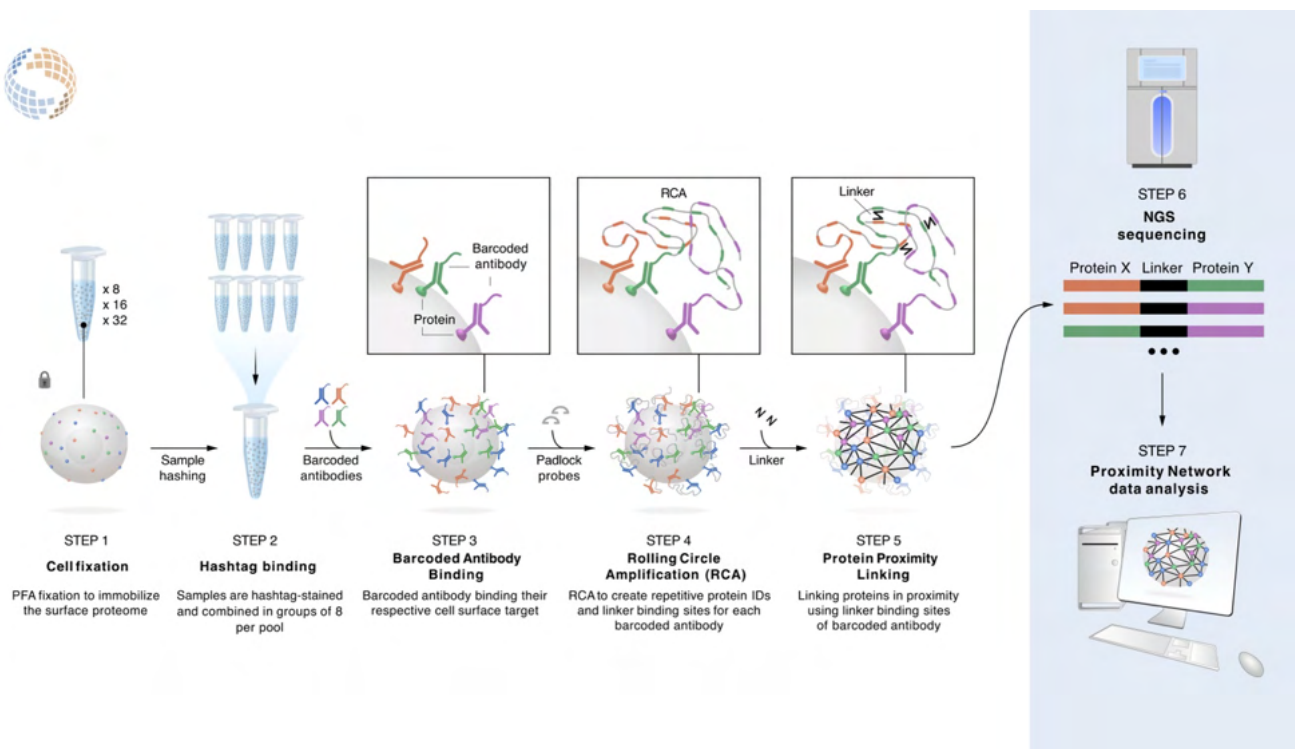 x 8
x 16
x 32
Sample
hashing
Barcoded
antibodies
Barcoded
antibody
Protein
Padlock
probes
RCA
Linker
Linker
STEP 1
Cell fixation
PFA fixation to immobilize
the surface proteome
STEP 2
Hashtag binding
Samples are hashtag-stained
and combined in groups of 8
per pool
STEP 3
Barcoded Antibody
Binding
Barcoded antibody binding their
respective cell surface target
STEP 4
Rolling Circle
Amplification (RCA)
RCA to create repetitive protein IDs
and linker binding sites for each
barcoded antibody
STEP 5
Protein Proximity
Linking
Linking proteins in proximity
using linker binding sites
of barcoded antibody
STEP 6
NGS
sequencing
Protein X Linker Protein Y
STEP 7
Proximity Network
data analysis